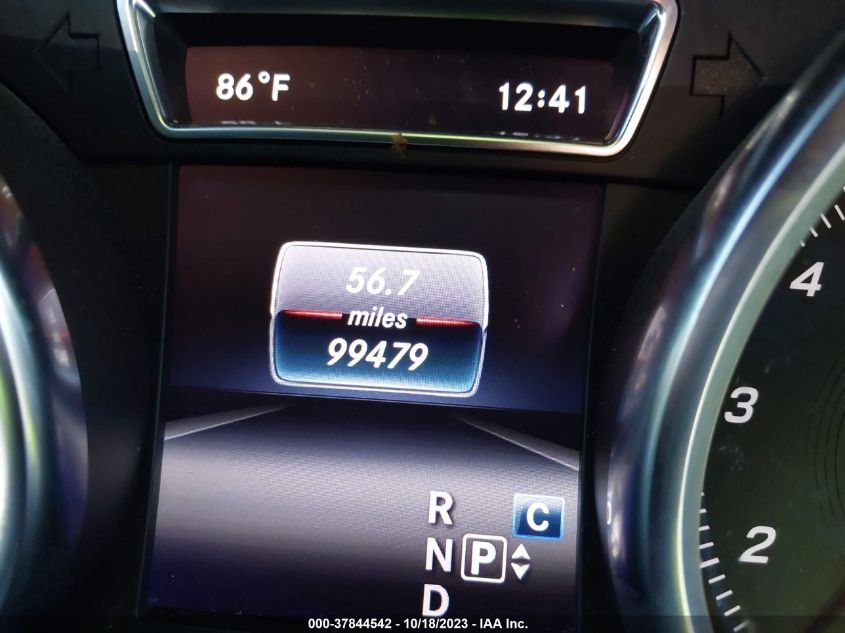 86°F 12:41
56.7
miles
99479
4
3
2
R C
N P
D
000-37844542 - 10/18/2023 - IAA Inc.